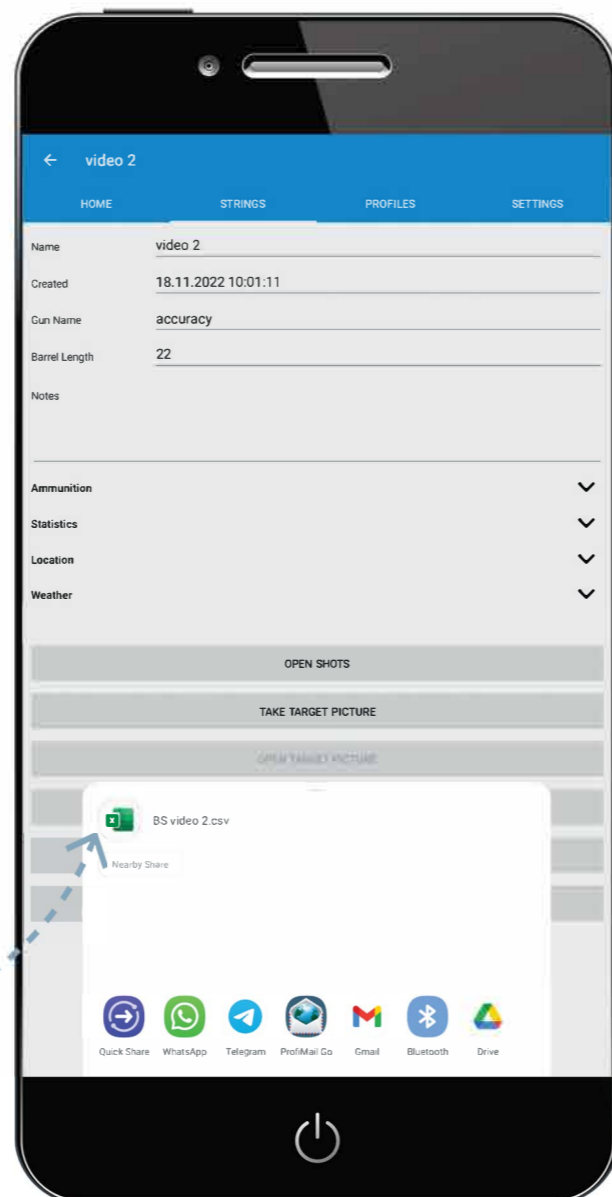 video 2
HOME STRINGS PROFILES SETTINGS
Name video 2
Created 18.11.2022 10:01:11
Gun Name accuracy
Barrel Length 22
Notes
Ammunition
Statistics
Location
Weather
OPEN SHOTS
TAKE TARGET PICTURE
OPEN TARGET PICTURE
BS video 2.csv
Nearby Share
Quick Share WhatsApp Telegram ProfiMail Go Gmail Bluetooth Drive